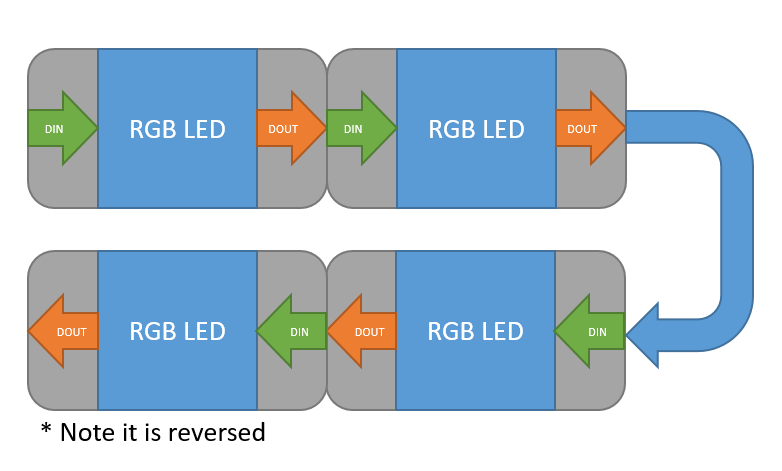 DIN RGB LED DOUT DIN RGB LED DOUT
DOUT RGB LED DIN DOUT RGB LED DIN
* Note it is reversed